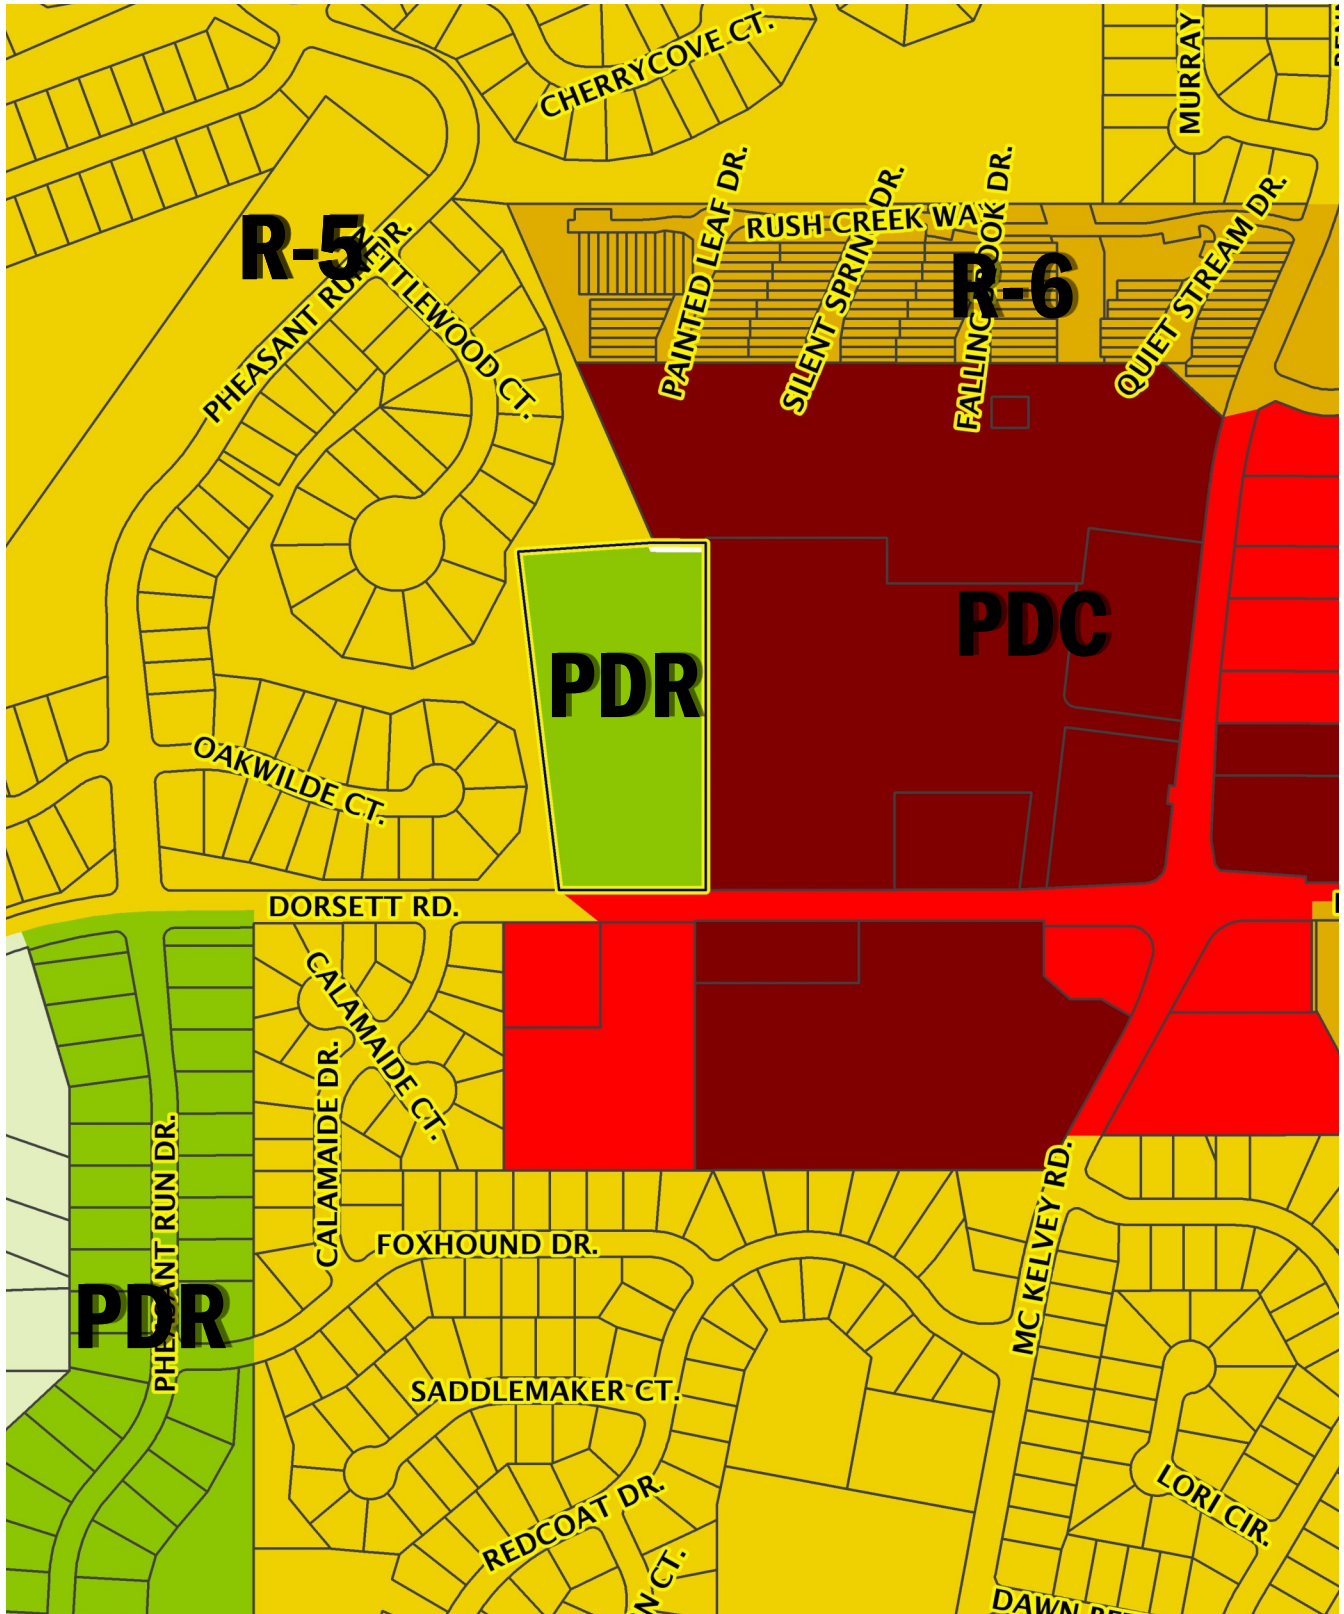 CHERRYCOVE CT.
MURRAY
R-5
PHEASANT RUN DR.
NETTLEWOOD CT.
PAINTED LEAF DR.
RUSH CREEK WA
SILENT SPRIN DR.
FALLING OOK DR.
R-6
QUIET STREAM DR.
PDC
PDR
OAKWILDE CT.
DORSETT RD.
CALAMAIDE CT.
CALAMAIDE DR.
PHEASANT RUN DR.
PDR
FOXHOUND DR.
MC KELVEY RD.
SADDLEMAKER CT.
REDCOAT DR.
LORI CIR.
N CT.